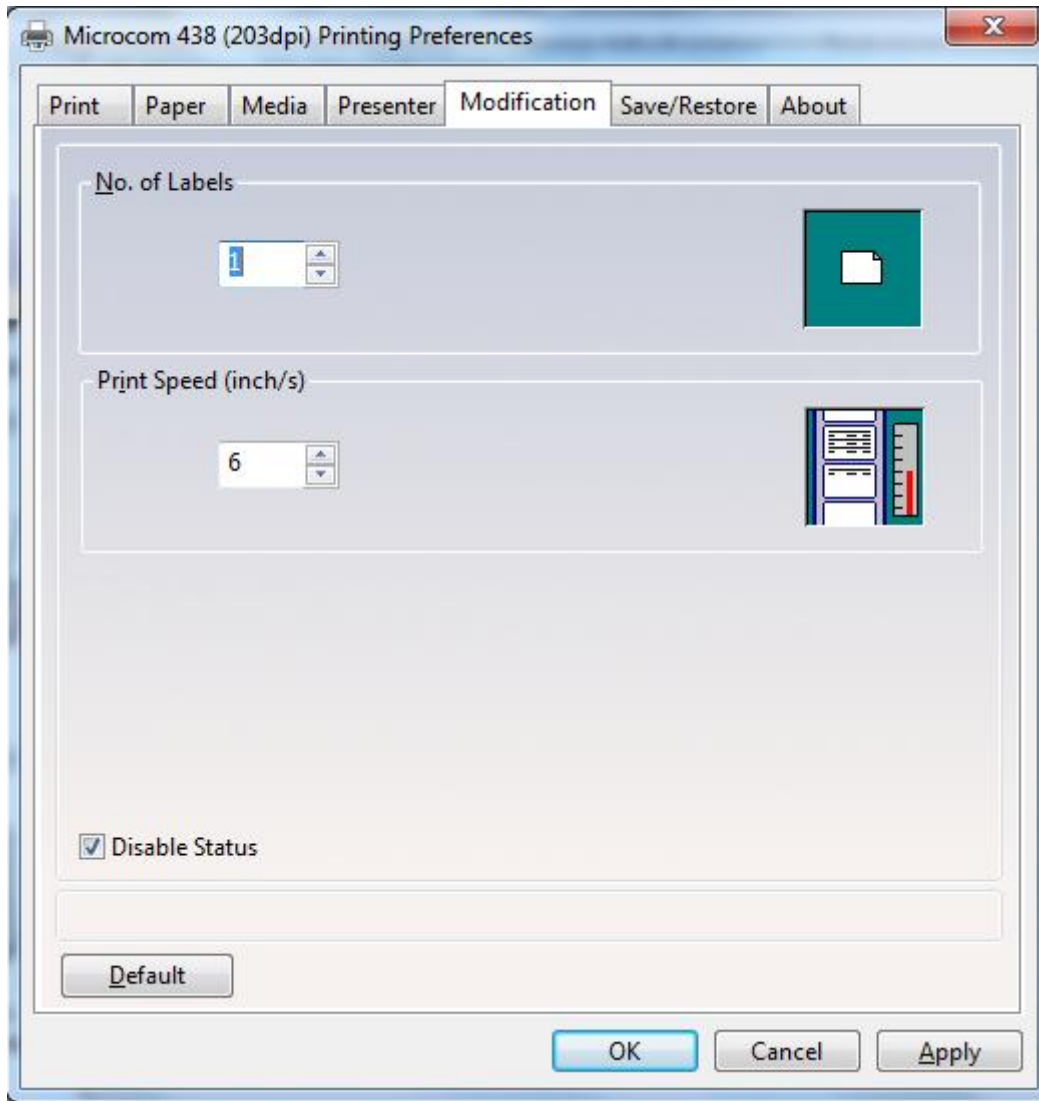 Microcom 438 (203dpi) Printing Preferences
Print Paper Media Presenter Modification Save/Restore About
No. of Labels
1
Print Speed (inch/s)
6
Disable Status
Default
OK Cancel Apply